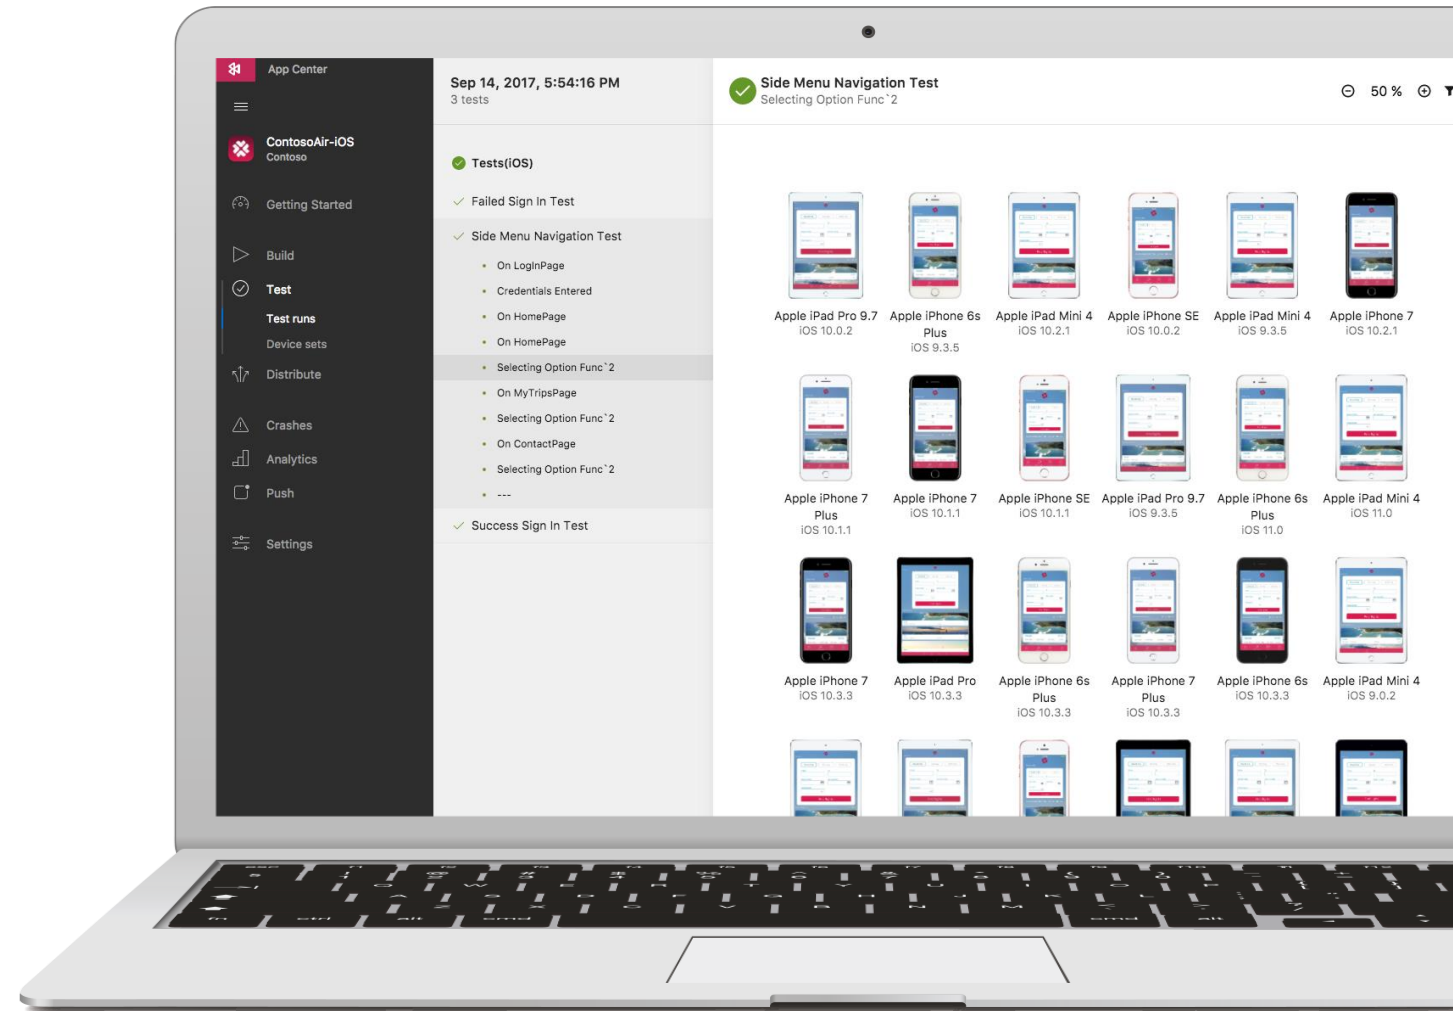 App Center
ContosoAir-iOS
Contoso
Getting Started
Build
Test
Test runs
Device sets
Distribute
Crashes
Analytics
Push
Settings
Sep 14, 2017, 5:54:16 PM
3 tests
Tests(iOS)
Failed Sign In Test
Side Menu Navigation Test
On LogInPage
Credentials Entered
On HomePage
On HomePage
Selecting Option Func`2
On MyTripsPage
Selecting Option Func`2
On ContactPage
Selecting Option Func`2
---
Success Sign In Test
Side Menu Navigation Test
Selecting Option Func`2
50 %
Apple iPad Pro 9.7 Apple iPhone 6s Apple iPad Mini 4 Apple iPhone SE Apple iPad Mini 4 Apple iPhone 7
iOS 10.0.2 Plus iOS 10.2.1 iOS 10.0.2 iOS 9.3.5 iOS 10.2.1
iOS 9.3.5
Apple iPhone 7 Apple iPhone 7 Apple iPhone SE Apple iPad Pro 9.7 Apple iPhone 6s Apple iPad Mini 4
Plus iOS 10.1.1 iOS 10.1.1 iOS 9.3.5 Plus iOS 11.0
iOS 10.1.1 iOS 11.0
Apple iPhone 7 Apple iPad Pro Apple iPhone 6s Apple iPhone 7 Apple iPhone 6s Apple iPad Mini 4
iOS 10.3.3 iOS 10.3.3 Plus Plus iOS 10.3.3 iOS 9.0.2
iOS 10.3.3 iOS 10.3.3
fn ctrl alt cmd cmd alt